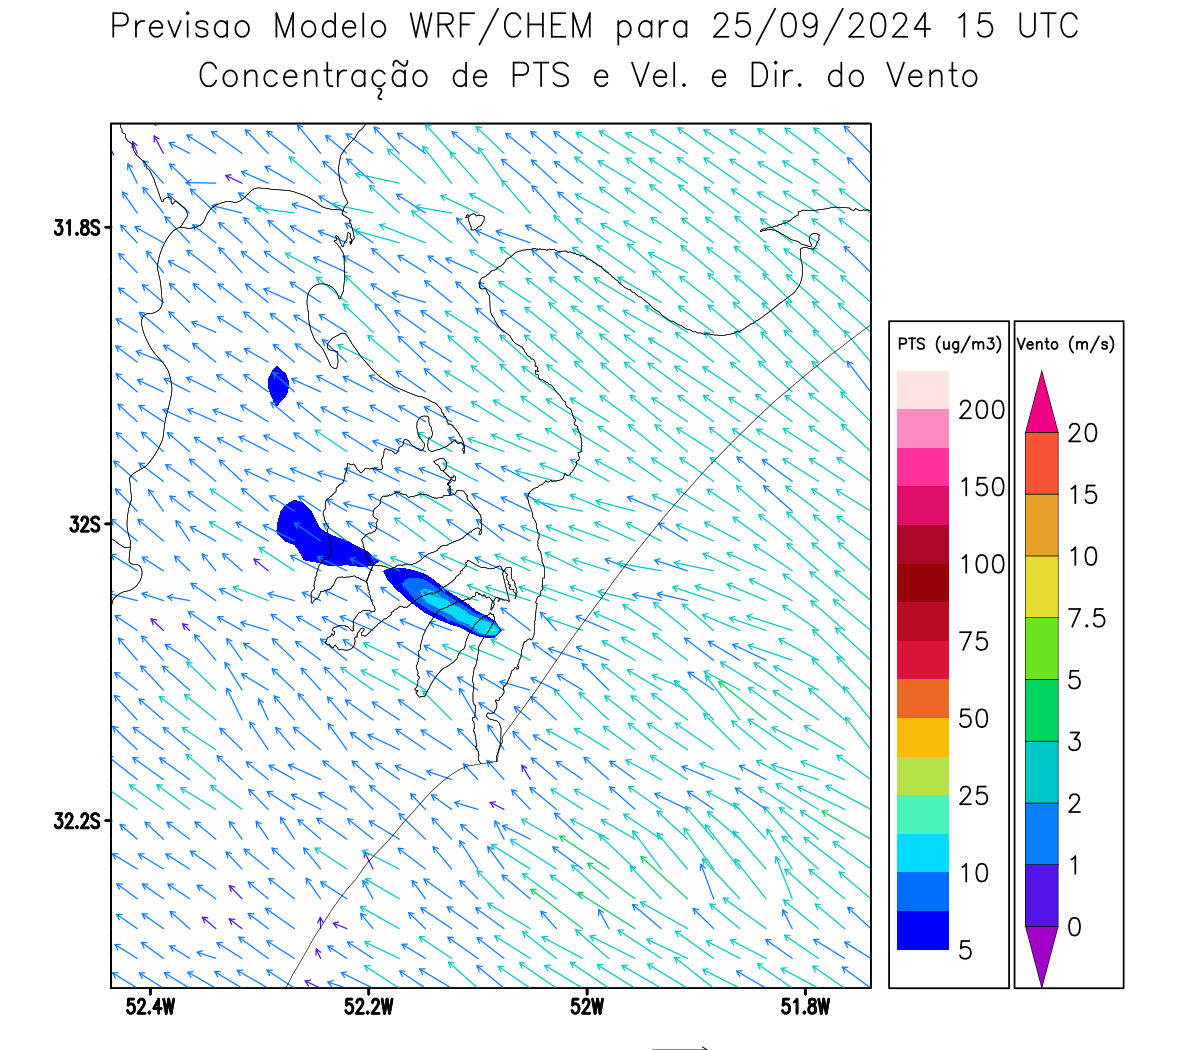 Previsao Modelo WRF/CHEM para 25/09/2024 15 UTC
Concentração de PTS e Vel. e Dir. do Vento
31.8S
32S
32.2S
52.4W 52.2W 52W 51.8W
PTS (ug/m3)
200
150
100
75
50
25
10
5
Vento (m/s)
20
15
10
7.5
5
3
2
1
0